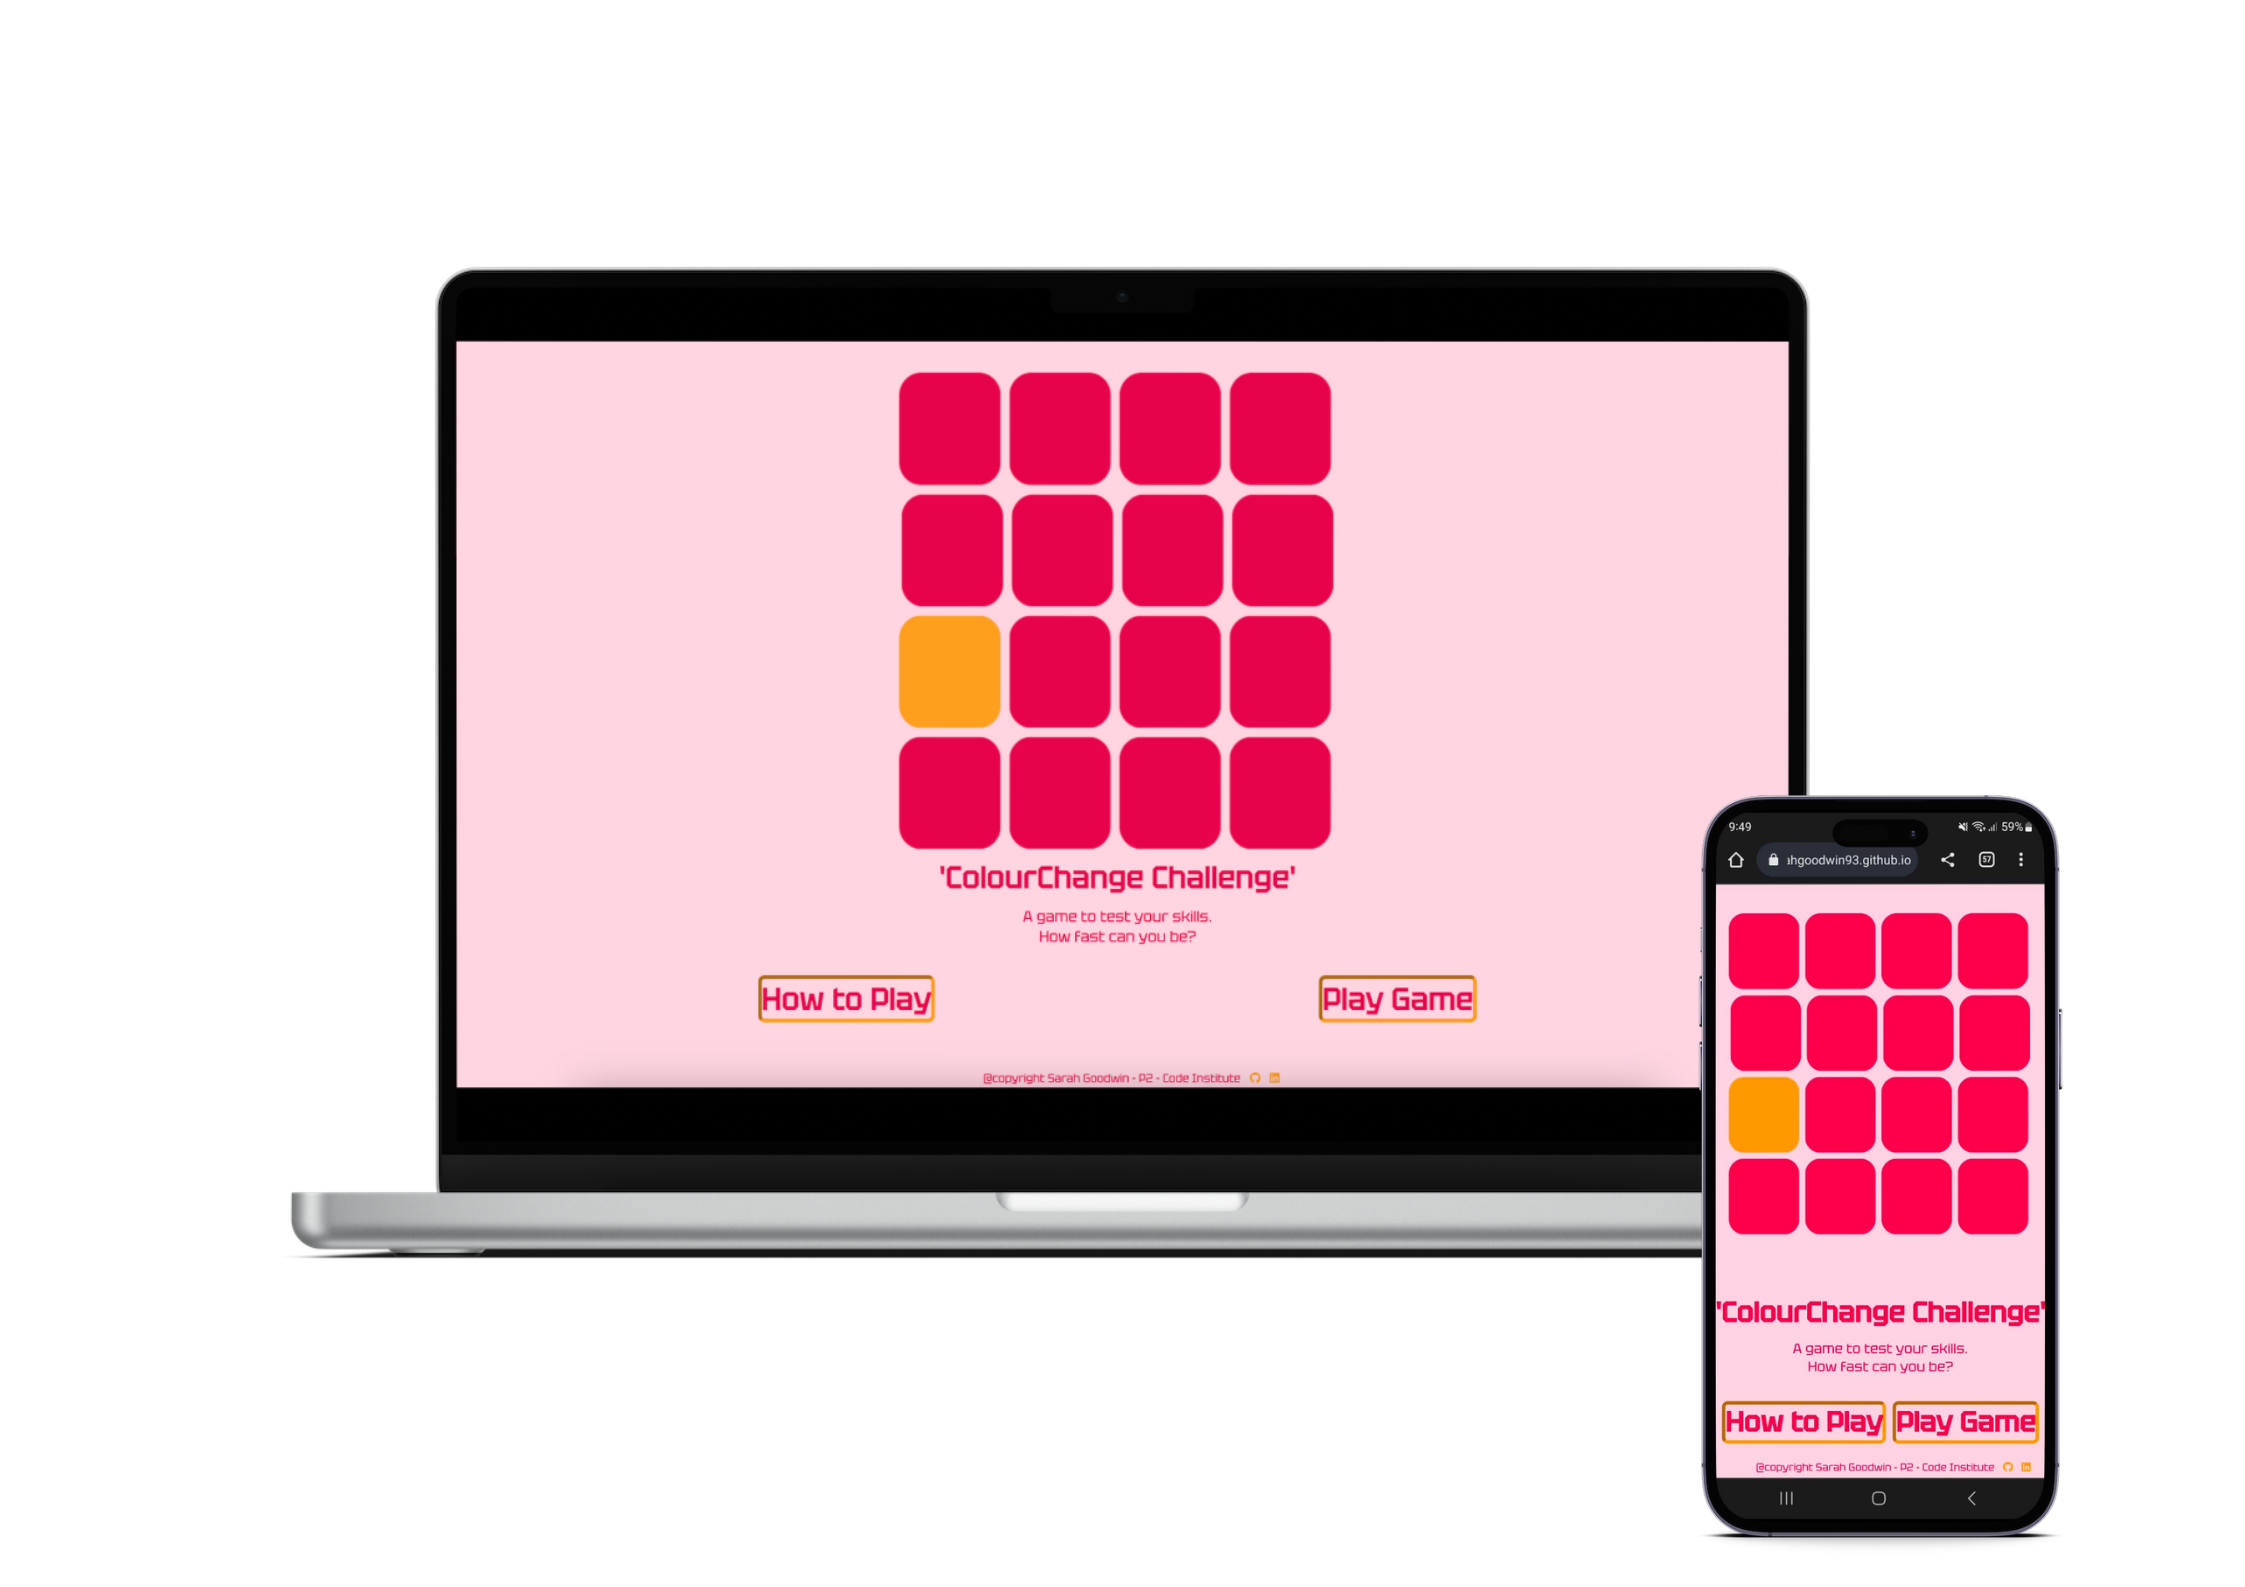 'ColourChange Challenge'
A game to test your skills.
How fast can you be?
How to Play
Play Game
@copyright Sarah Goodwin - P2 - Code Institute
9:49
59%
ahgoodwin93.github.io
57
'ColourChange Challenge'
A game to test your skills.
How fast can you be?
How to Play
Play Game
@copyright Sarah Goodwin - P2 - Code Institute